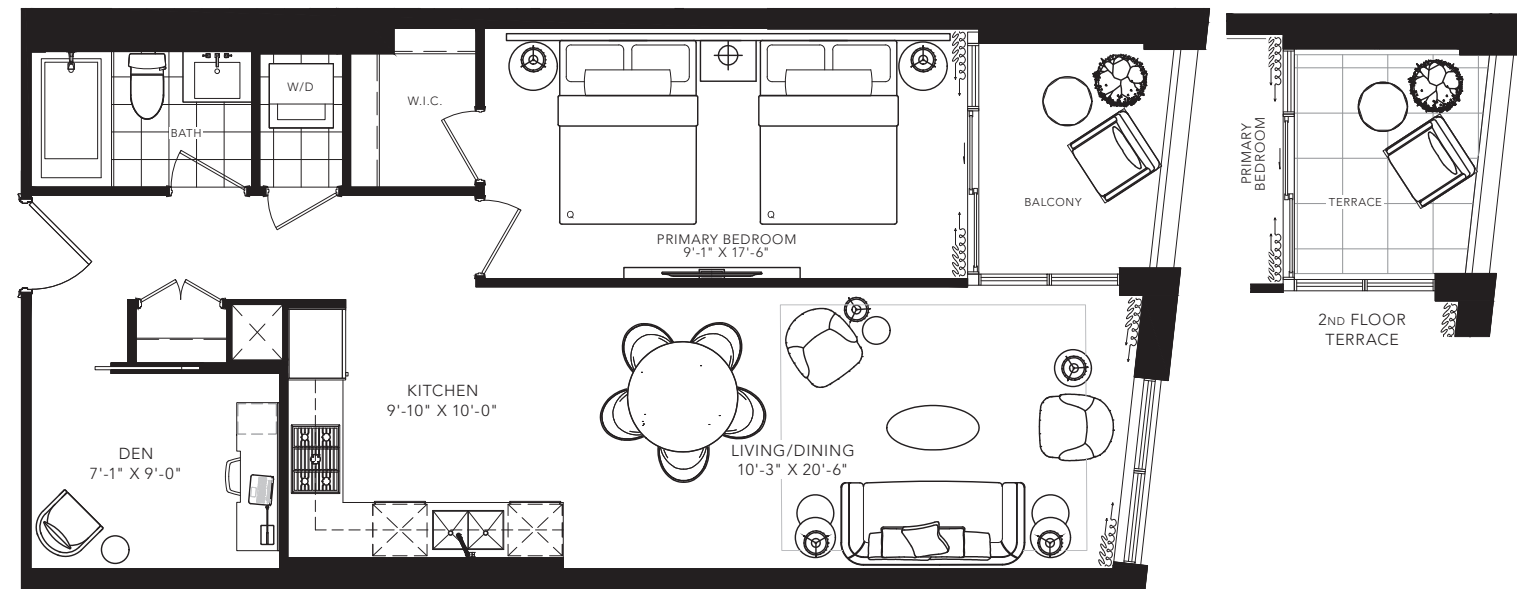 W/D
W.I.C.
BATH
Q
Q
BALCONY
PRIMARY BEDROOM
9'-1" X 17'-6"
KITCHEN
9'-10" X 10'-0"
DEN
7'-1" X 9'-0"
LIVING/DINING
10'-3" X 20'-6"
PRIMARY
BEDROOM
TERRACE
2ND FLOOR
TERRACE